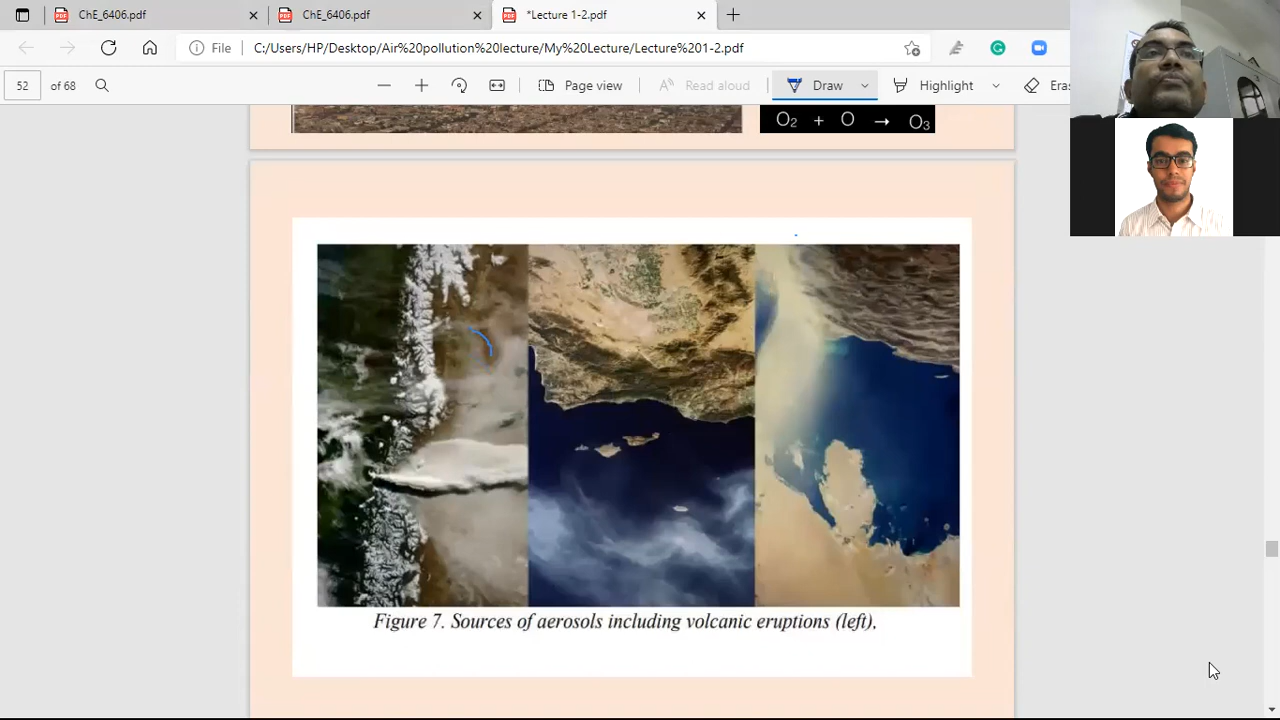 ChE_6406.pdf
ChE_6406.pdf
*Lecture 1-2.pdf
File
C:/Users/HP/Desktop/Air%20pollution%20lecture/My%20Lecture/Lecture%201-2.pdf
52 of 68
Page view
Read aloud
Draw
Highlight
Eras
O₂ + O → O₃
Figure 7. Sources of aerosols including volcanic eruptions (left),